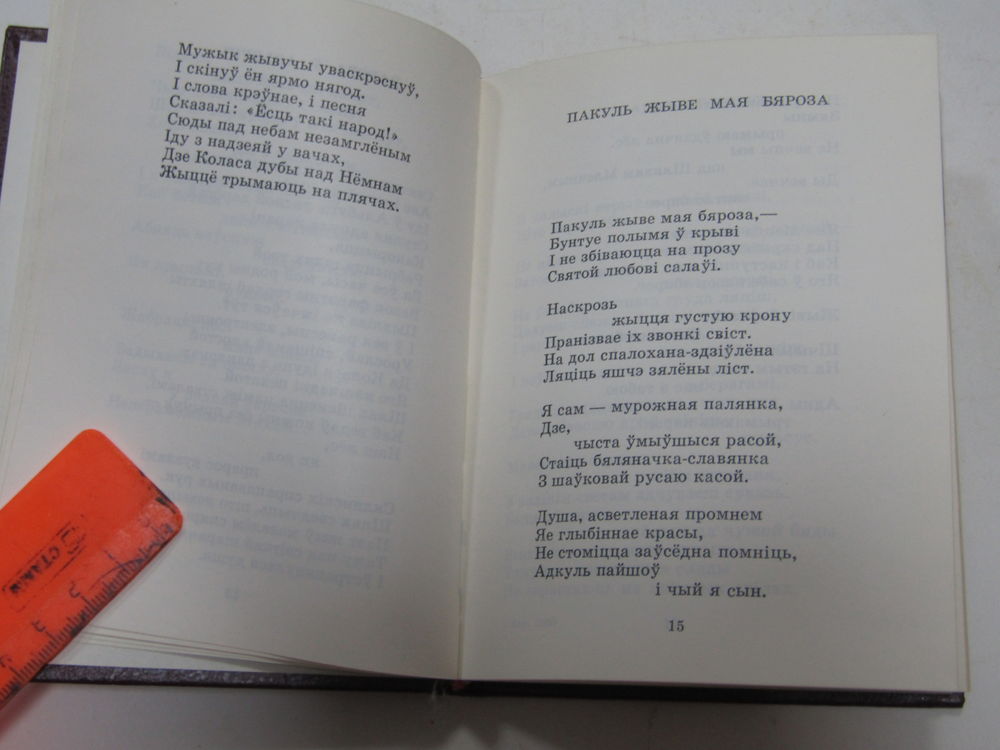 Мужык жывучы уваскрэснуў,
І скінуў ён ярмо нягод.
І слова крэўнае, і песня
Сказалі: «Ёсць такі народ!»
Сюды пад небам незамглёным
Іду з надзеяй у вачах,
Дзе Коласа дубы над Нёмнам
Жыццё трымаюць на плячах.
ПАКУЛЬ ЖЫВЕ МАЯ БЯРОЗА
Пакуль жыве мая бяроза,—
Бунтуе полымя ў крыві
І не збіваюцца на прозу
Святой любові салаўі.
Наскрозь
жыцця густую крону
Пранізвае іх звонкі свіст.
На дол спалохана-здзіўлёна
Ляціць яшчэ зялёны ліст.
Я сам — мурожная палянка,
Дзе,
чыста ўмыўшыся расой,
Стаіць бяляначка-славянка
З шаўковай русаю касой.
Душа, асветленая промнем
Яе глыбіннае красы,
Не стоміцца заўсёдна помніць,
Адкуль пайшоў
і чый я сын.
15